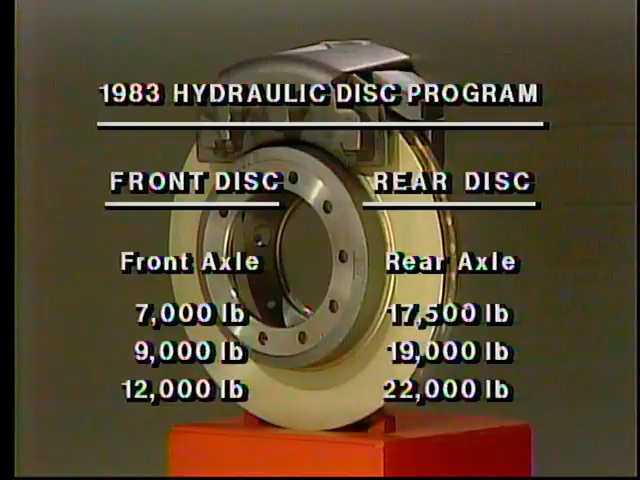 1983 HYDRAULIC DISC PROGRAM
FRONT DISC REAR DISC
Front Axle Rear Axle
7,000 lb 17,500 lb
9,000 lb 19,000 lb
12,000 lb 22,000 lb